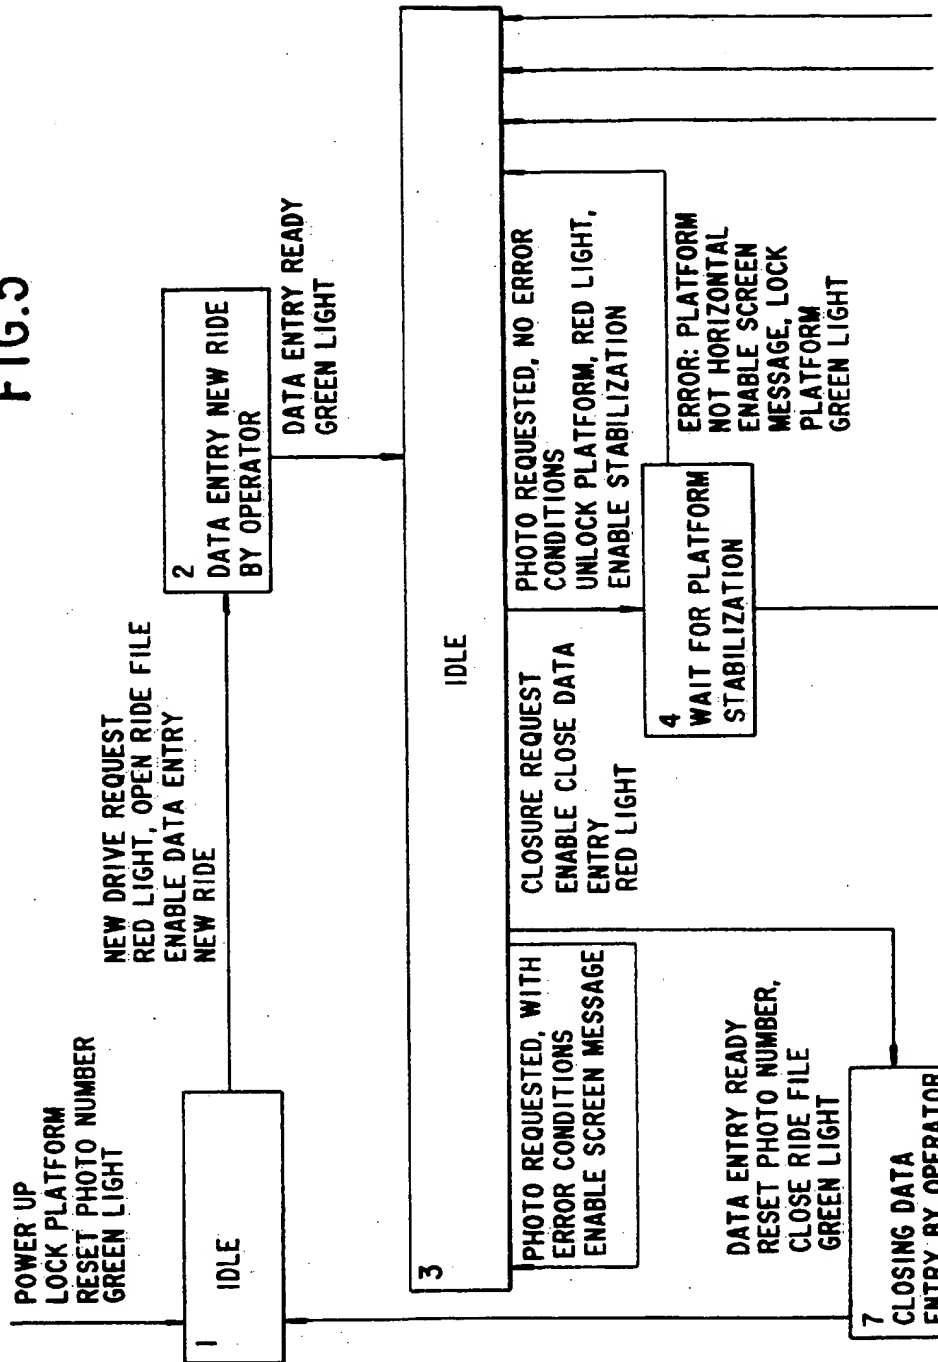 FIG.5
POWER UP
LOCK PLATFORM
RESET PHOTO NUMBER
GREEN LIGHT
1
IDLE
NEW DRIVE REQUEST
RED LIGHT, OPEN RIDE FILE
ENABLE DATA ENTRY
NEW RIDE
2
DATA ENTRY NEW RIDE
BY OPERATOR
DATA ENTRY READY
GREEN LIGHT
3
IDLE
PHOTO REQUESTED, WITH
ERROR CONDITIONS
ENABLE SCREEN MESSAGE
CLOSURE REQUEST
ENABLE CLOSE DATA
ENTRY
RED LIGHT
PHOTO REQUESTED, NO ERROR
CONDITIONS
UNLOCK PLATFORM, RED LIGHT,
ENABLE STABILIZATION
4
WAIT FOR PLATFORM
STABILIZATION
ERROR: PLATFORM
NOT HORIZONTAL
ENABLE SCREEN
MESSAGE, LOCK
PLATFORM
GREEN LIGHT
DATA ENTRY READY
RESET PHOTO NUMBER,
CLOSE RIDE FILE
GREEN LIGHT
7
CLOSING DATA
ENTRY BY OPERATOR